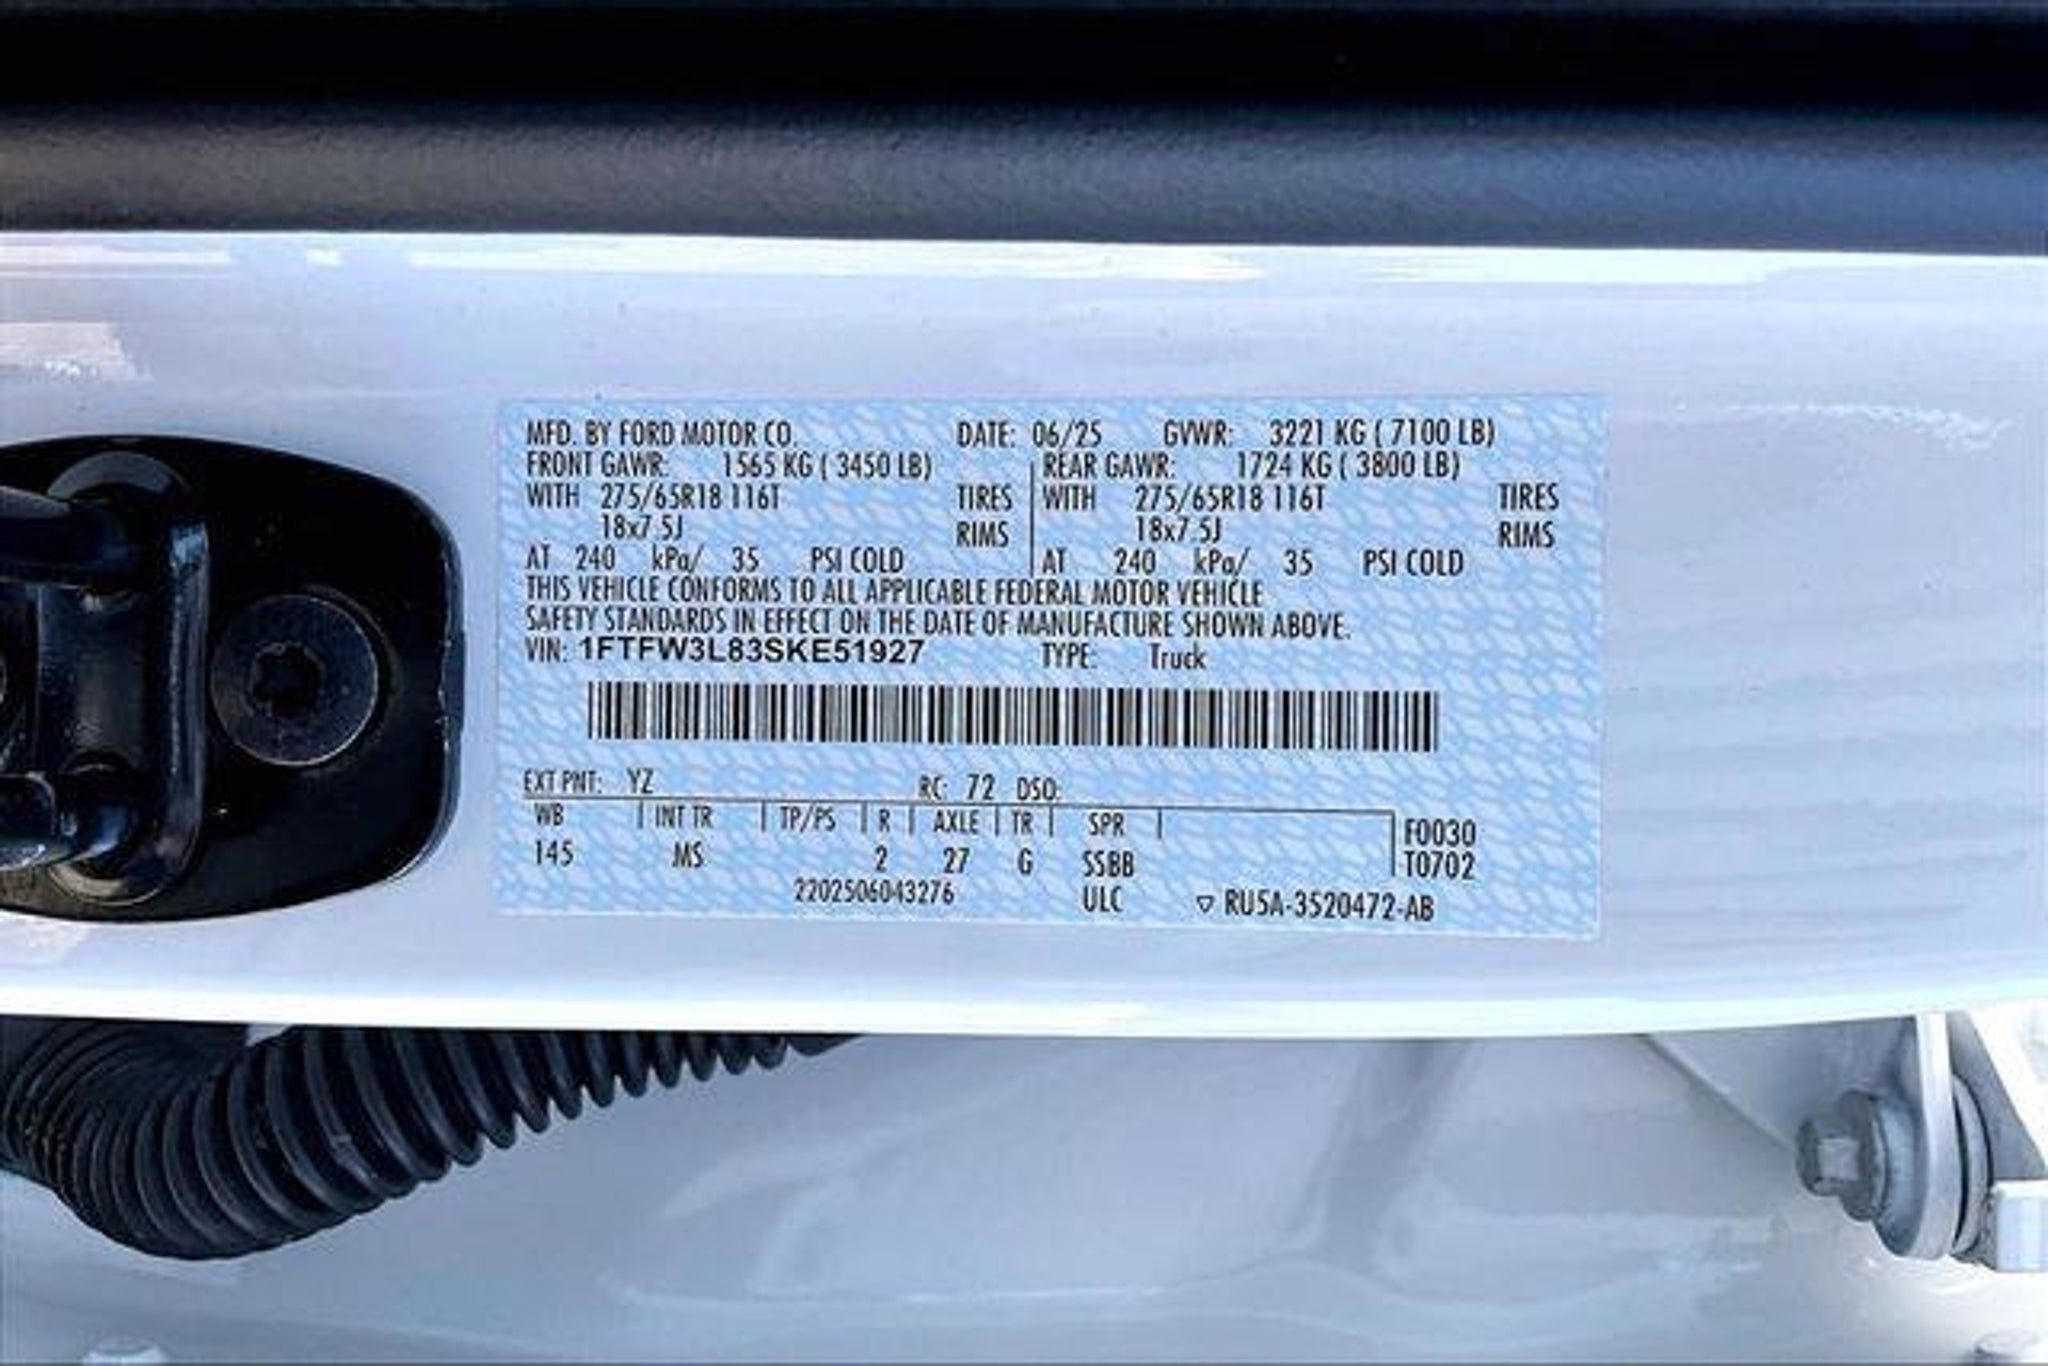 MFD. BY FORD MOTOR CO. DATE: 06/25 GVWR: 3221 KG ( 7100 LB)
FRONT GAWR: 1565 KG ( 3450 LB) REAR GAWR: 1724 KG ( 3800 LB)
WITH 275/65R18 116T TIRES WITH 275/65R18 116T TIRES
18x7.5J RIMS 18x7.5J RIMS
AT 240 kPa/ 35 PSI COLD AT 240 kPa/ 35 PSI COLD
THIS VEHICLE CONFORMS TO ALL APPLICABLE FEDERAL MOTOR VEHICLE
SAFETY STANDARDS IN EFFECT ON THE DATE OF MANUFACTURE SHOWN ABOVE.
VIN: 1FTFW3L83SKE51927 TYPE: Truck
EXT PNT: YZ RC: 72 DSO:
WB INT TR TP/PS R AXLE TR SPR F0030
145 MS 2 27 G SSBB T0702
2202506043276 ULC ▽ RU5A-3520472-AB